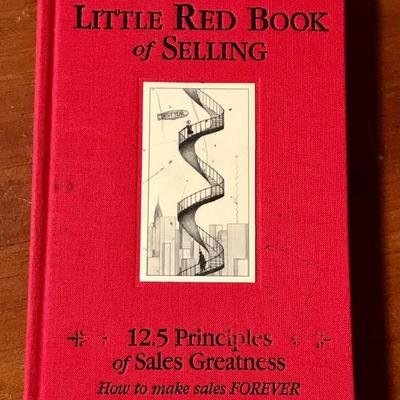 LITTLE RED BOOK
of SELLING
12.5 Principles
of Sales Greatness
How to make sales FOREVER